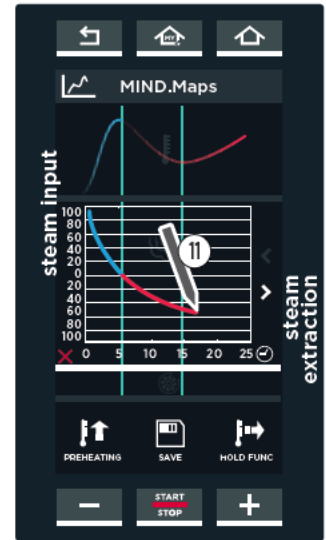 MY
MIND.Maps
steam input
100
80
60
40
20
0
20
40
60
80
100
11
0 5 10 15 20 25
steam
extraction
PREHEATING SAVE HOLD FUNC
START
STOP